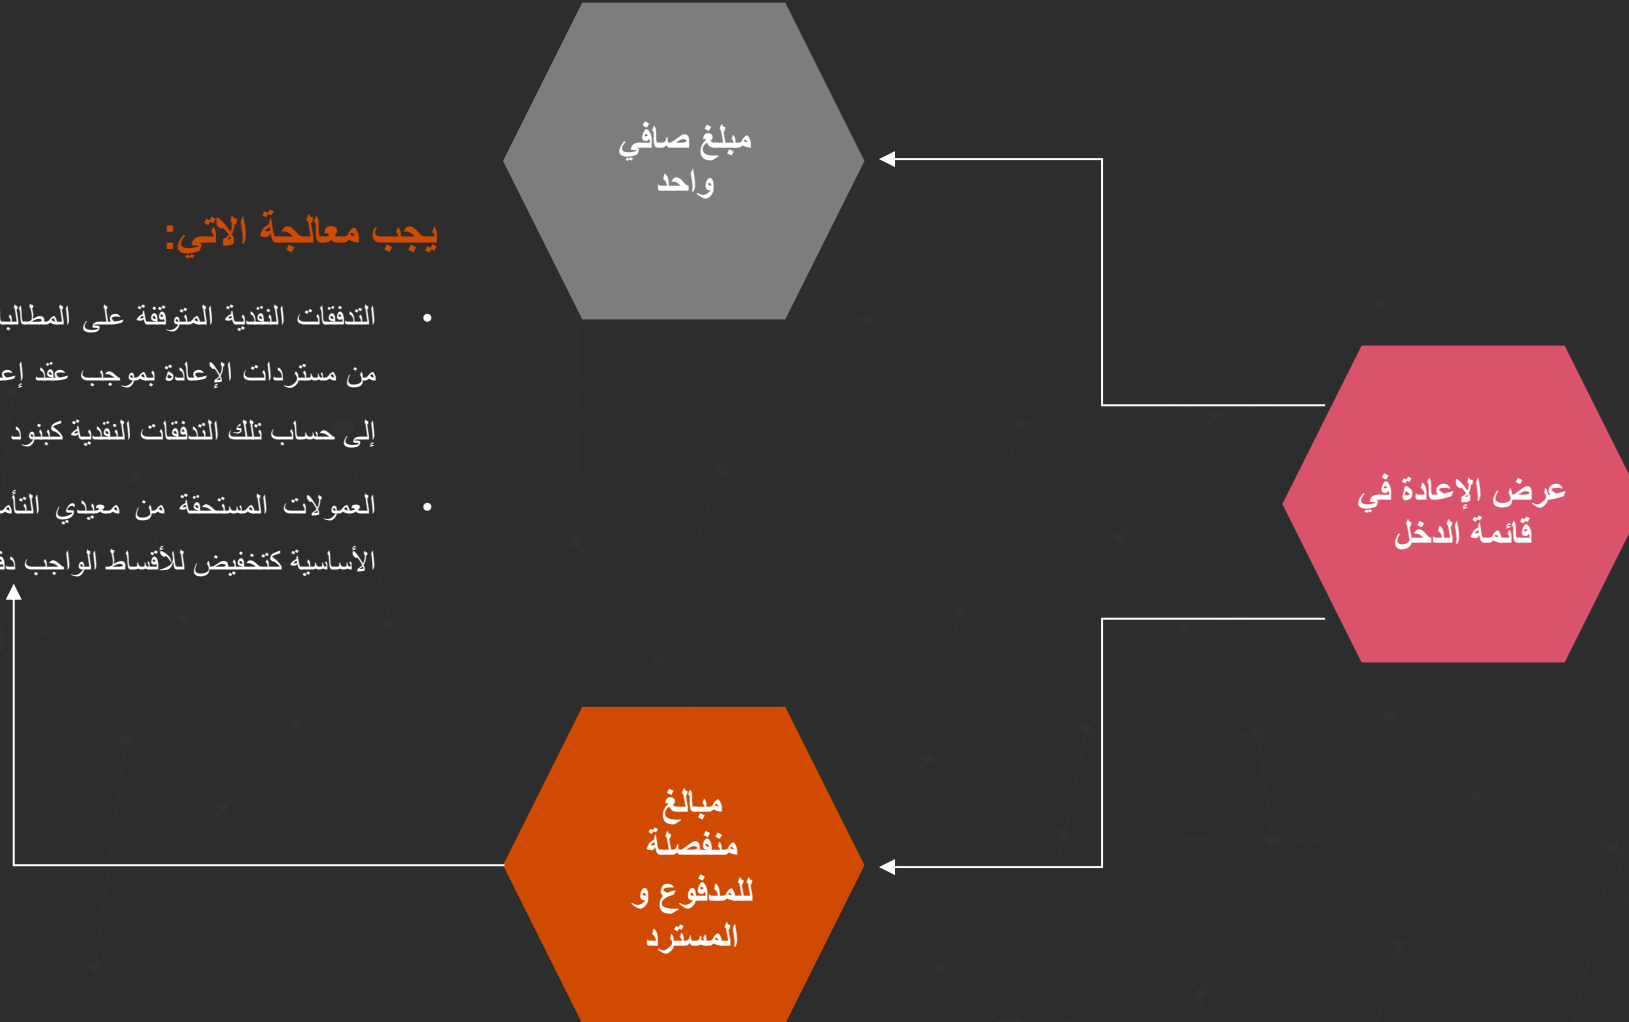 عرض الإعادة في
قائمة الدخل
مبلغ صافي
واحد
مبالغ
منفصلة
للمدفوع و
المسترد
يجب معالجة الاتي:
• التدفقات النقدية المتوقفة على
من مستردات الإعادة بموجب عقد
إلى حساب تلك التدفقات النقدية كبنود
• العمولات المستحقة من معيدي
الأساسية كتخفيض للأقساط الواجب